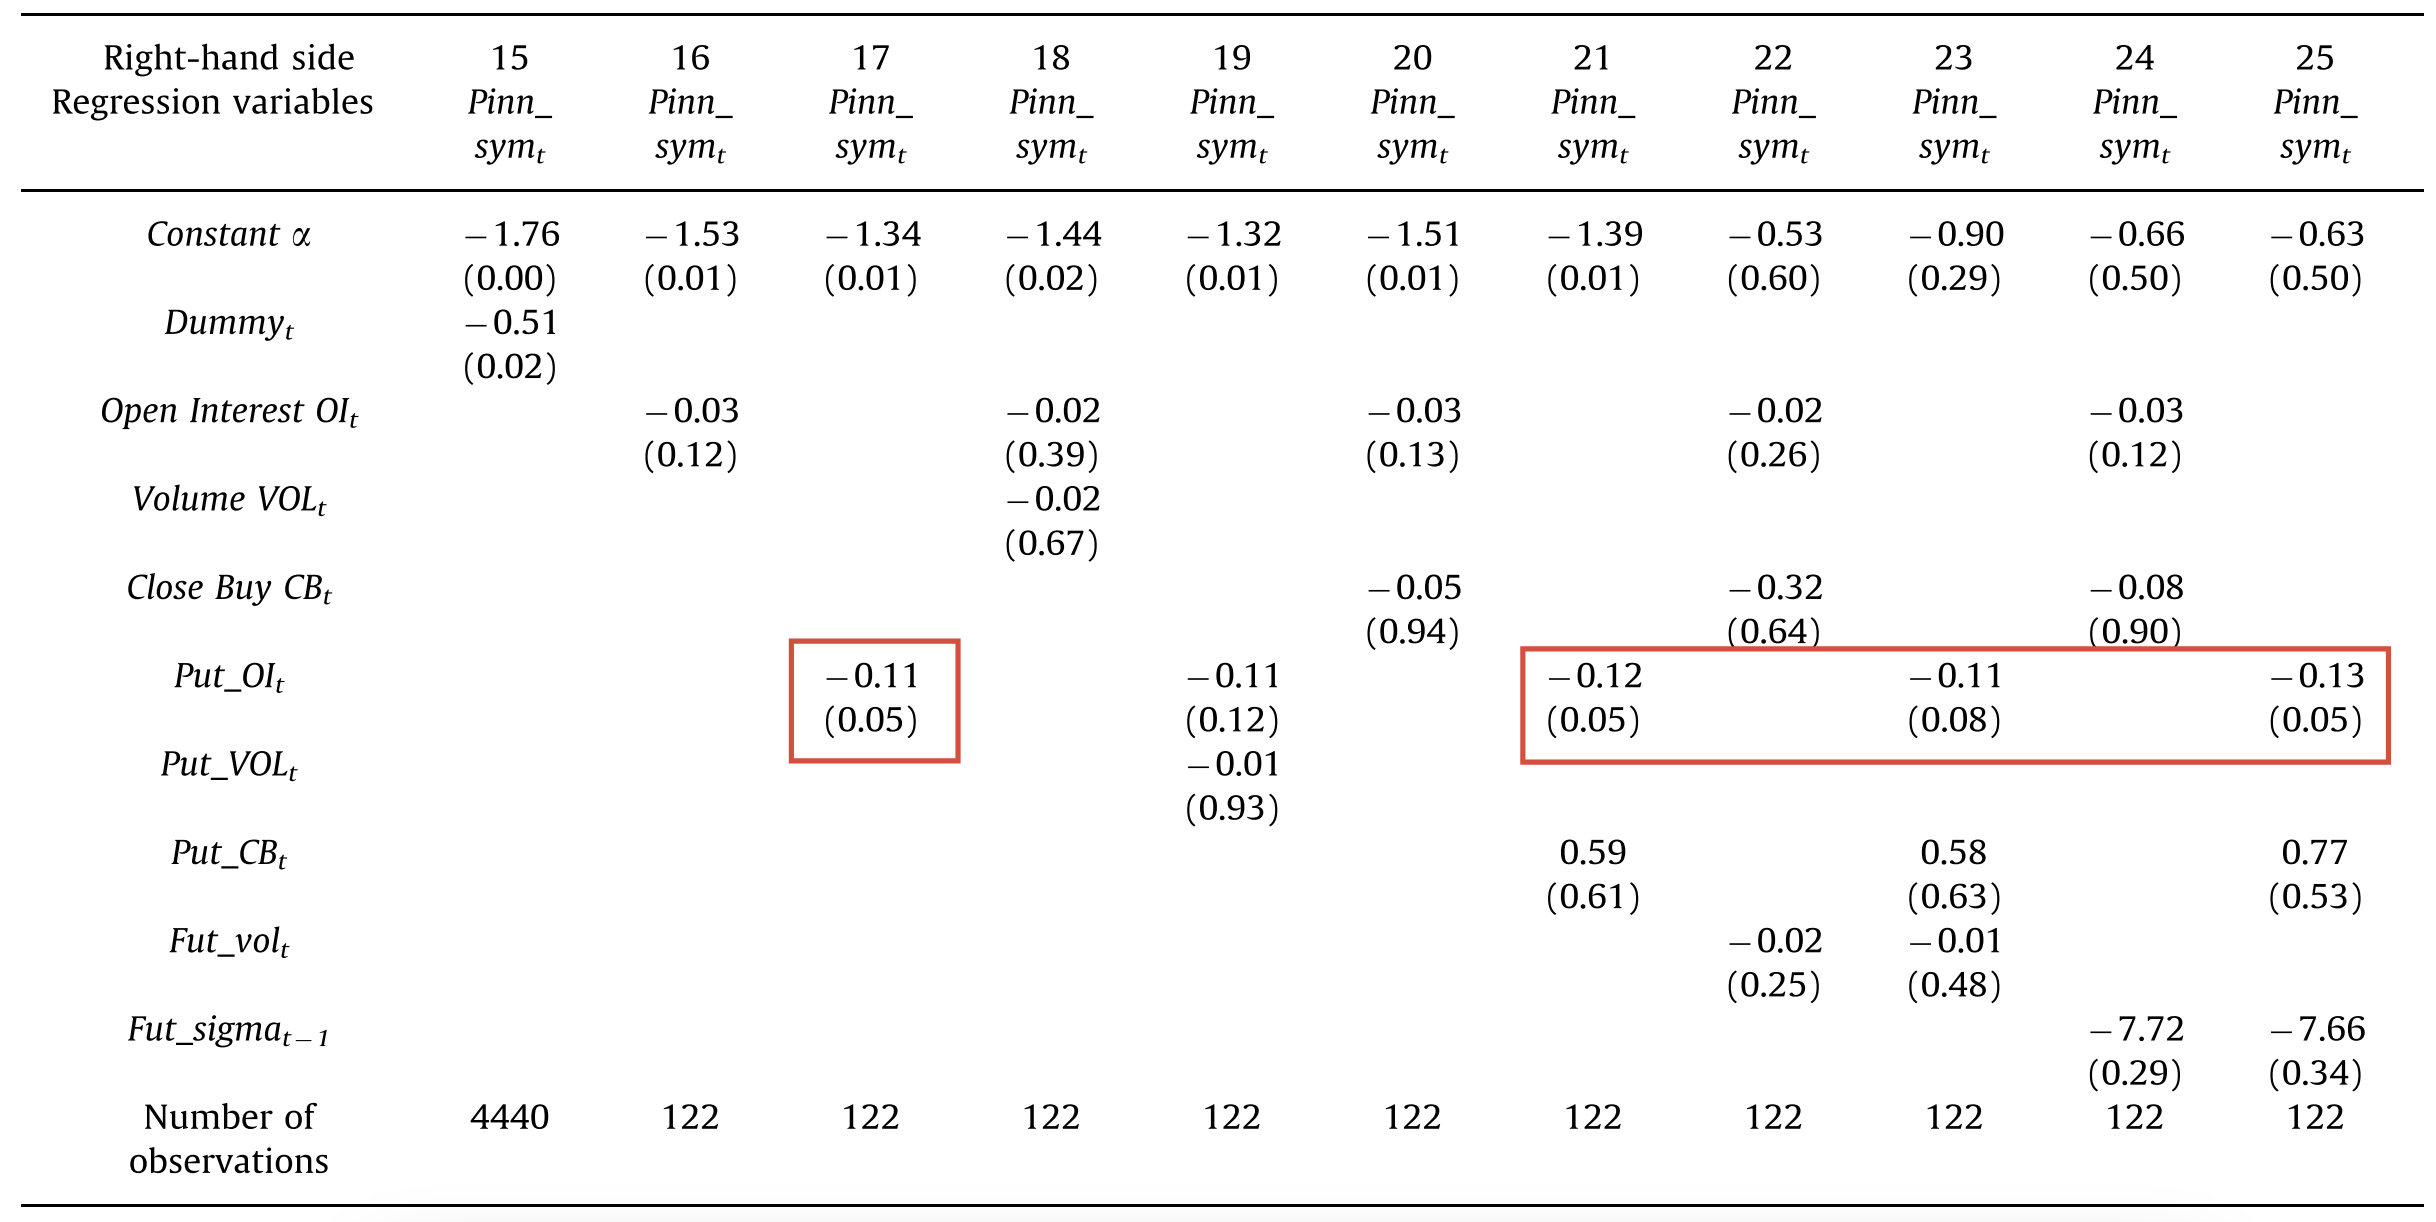 Right-hand side 15 16 17 18 19 20 21 22 23 24 25
Regression variables Pinn_ Pinn_ Pinn_ Pinn_ Pinn_ Pinn_ Pinn_ Pinn_ Pinn_ Pinn_ Pinn_
symt symt symt symt symt symt symt symt symt symt symt
Constant α −1.76 −1.53 −1.34 −1.44 −1.32 −1.51 −1.39 −0.53 −0.90 −0.66 −0.63
(0.00) (0.01) (0.01) (0.02) (0.01) (0.01) (0.01) (0.60) (0.29) (0.50) (0.50)
Dummyt −0.51
(0.02)
Open Interest OIt −0.03 −0.02 −0.03 −0.02 −0.03
(0.12) (0.39) (0.13) (0.26) (0.12)
Volume VOLt −0.02
(0.67)
Close Buy CBt −0.05 −0.32 −0.08
(0.94) (0.64) (0.90)
Put_OIt −0.11 −0.11 −0.12 −0.11 −0.13
(0.05) (0.12) (0.05) (0.08) (0.05)
Put_VOLt −0.01
(0.93)
Put_CBt 0.59 0.58 0.77
(0.61) (0.63) (0.53)
Fut_volt −0.02 −0.01
(0.25) (0.48)
Fut_sigmat−1 −7.72 −7.66
(0.29) (0.34)
Number of 4440 122 122 122 122 122 122 122 122 122 122
observations